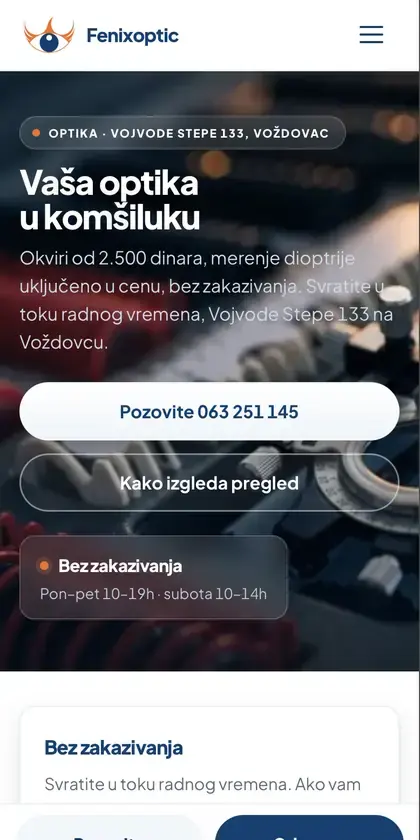 Fenixoptic
OPTIKA · VOJVODE STEPE 133, VOŽDOVAC
Vaša optika
u komšiluku
Okviri od 2.500 dinara, merenje dioptrije
uključeno u cenu, bez zakazivanja. Svratite u
toku radnog vremena, Vojvode Stepe 133 na
Voždovcu.
Pozovite 063 251 145
Kako izgleda pregled
Bez zakazivanja
Pon–pet 10–19h · subota 10–14h
Bez zakazivanja
Svratite u toku radnog vremena. Ako vam